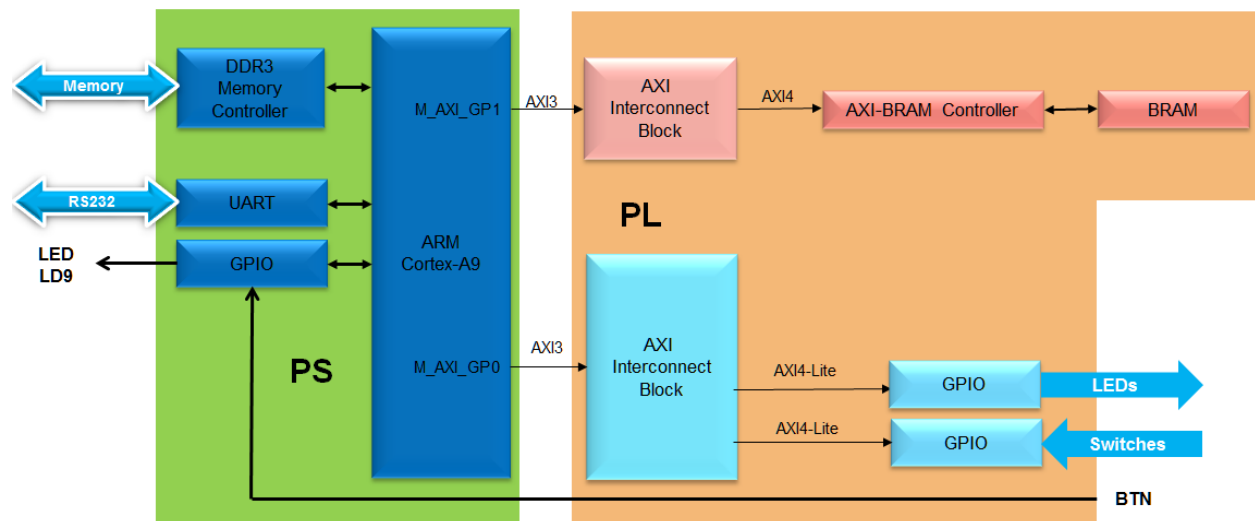 Memory
DDR3
Memory
Controller
M_AXI_GP1
AXI3
AXI
Interconnect
Block
AXI4
AXI-BRAM Controller
BRAM
RS232
UART
PL
LED
LD9
GPIO
ARM
Cortex-A9
PS
M_AXI_GP0
AXI3
AXI
Interconnect
Block
AXI4-Lite
GPIO
LEDs
AXI4-Lite
GPIO
Switches
BTN